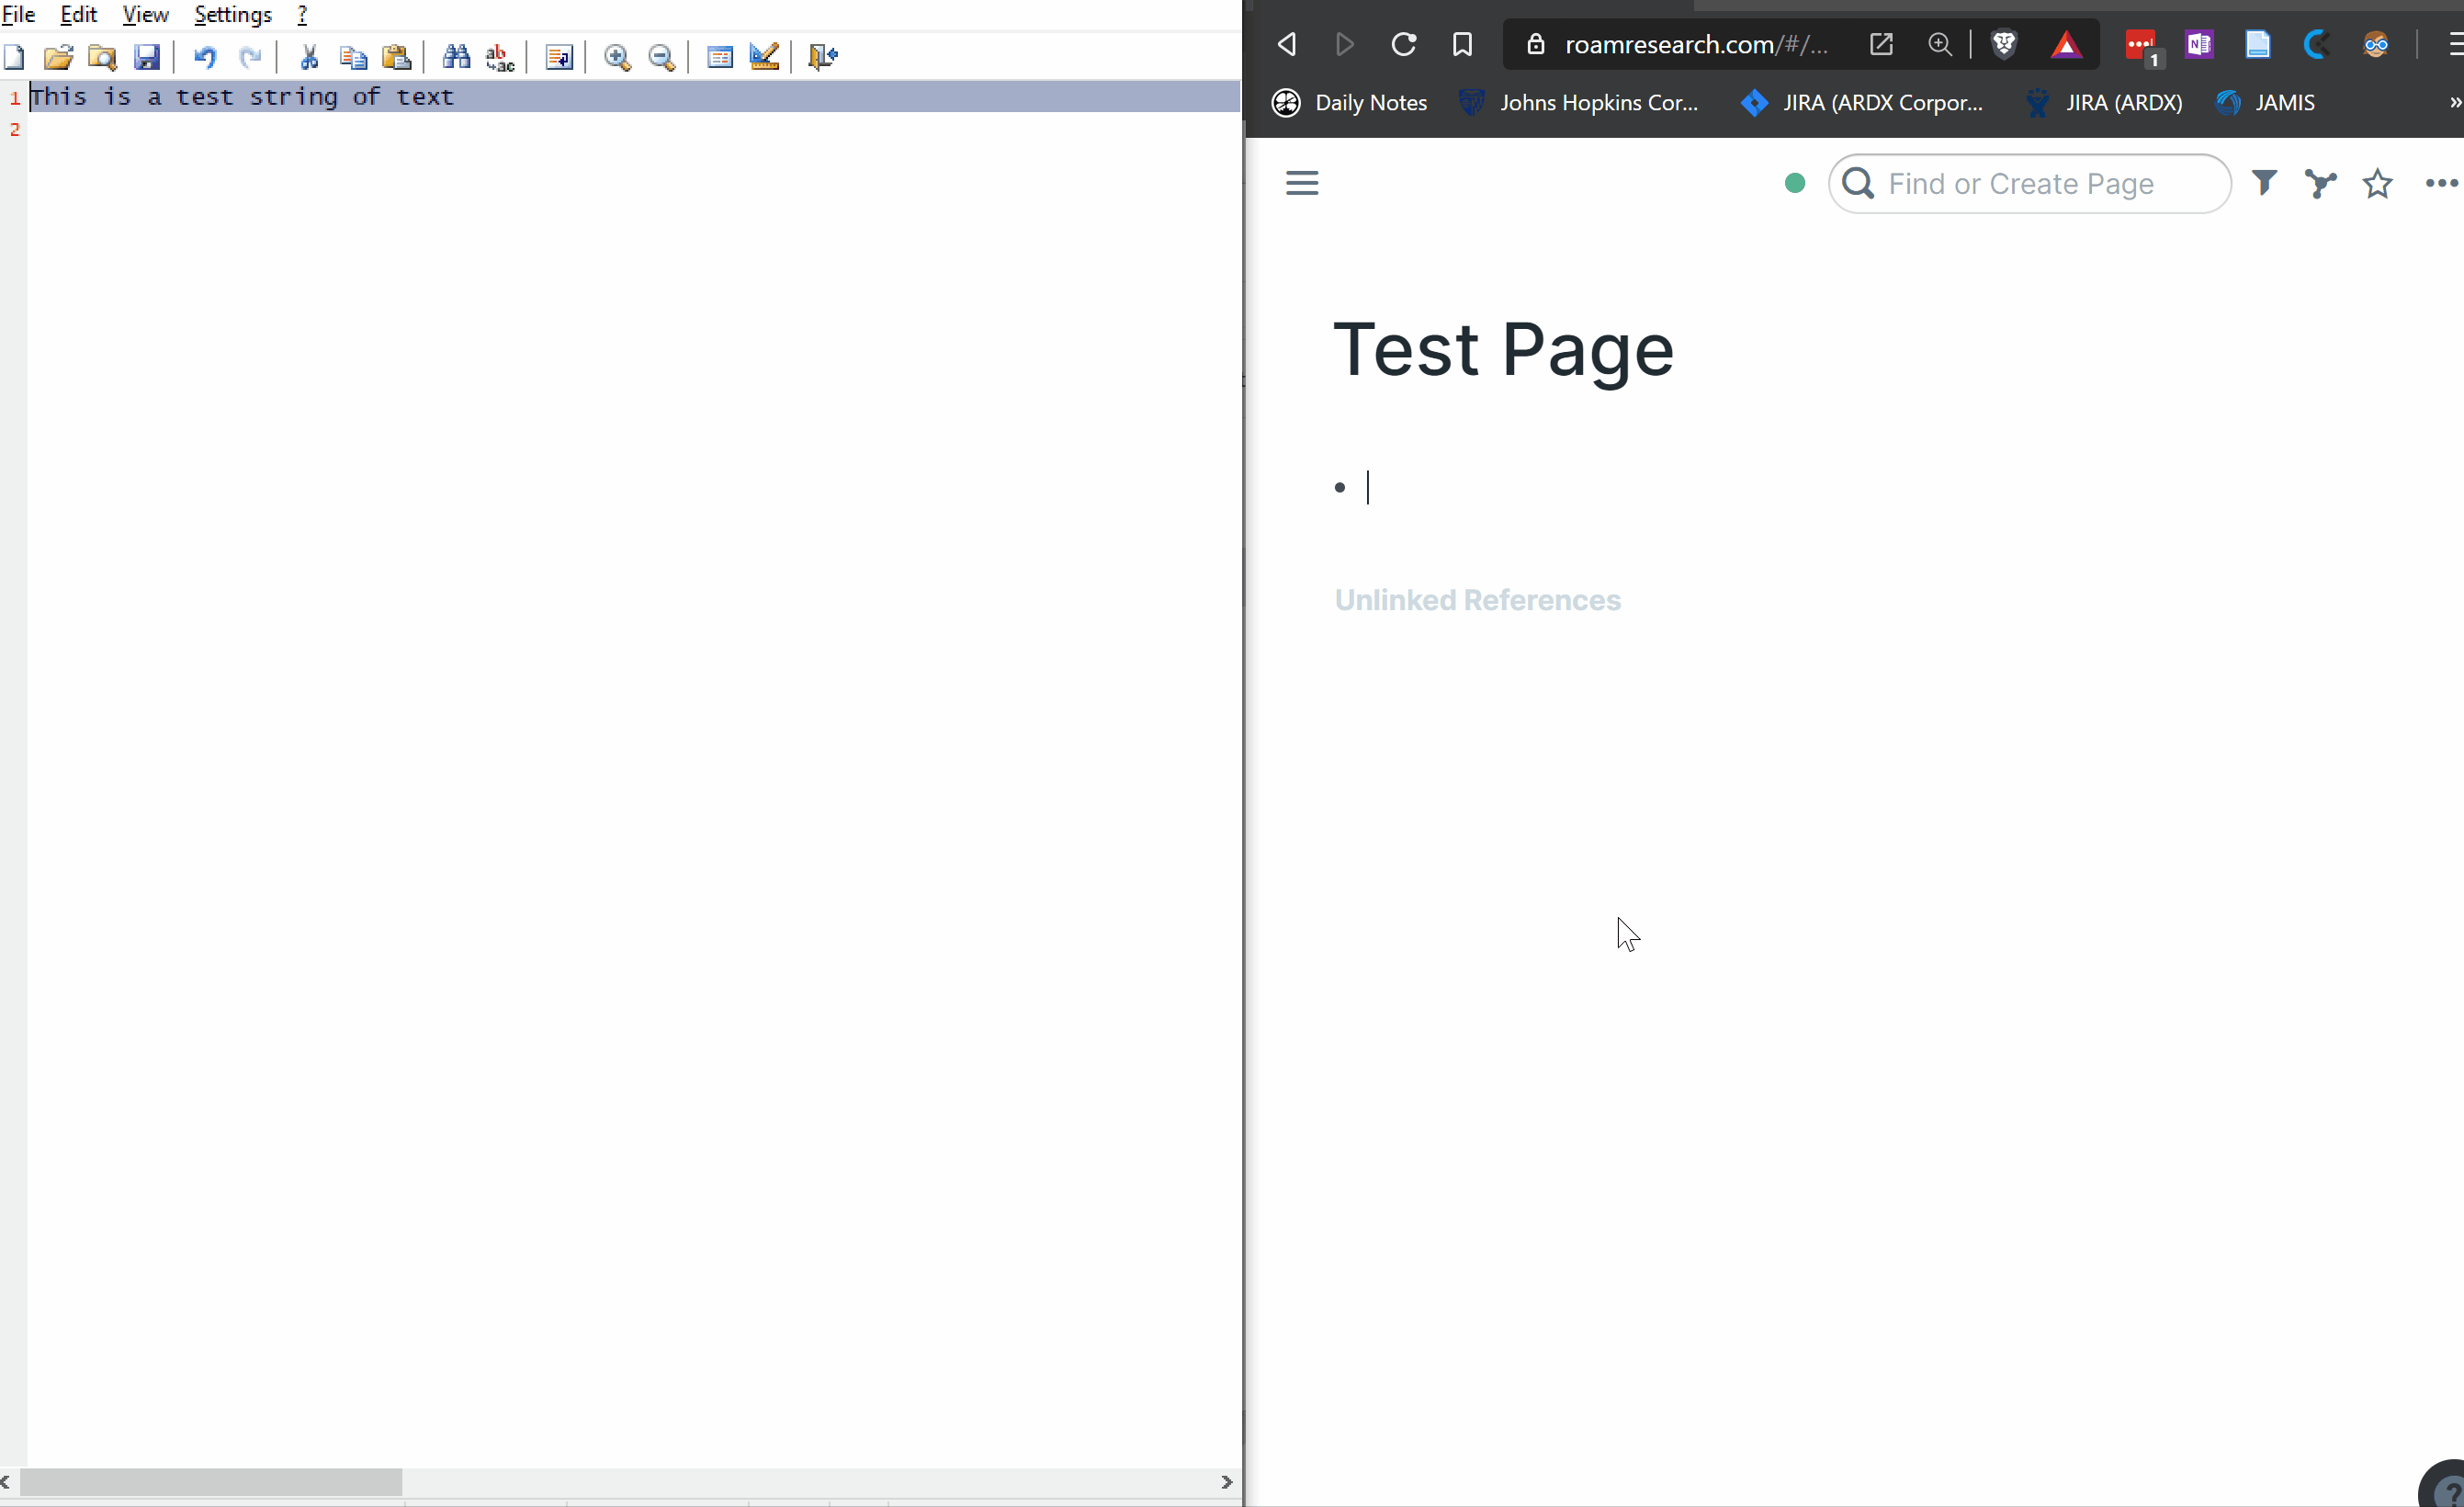 File Edit View Settings ?
1 This is a test string of text
2
roamresearch.com/#/...
1
Daily Notes Johns Hopkins Cor... JIRA (ARDX Corpor... JIRA (ARDX) JAMIS »
Find or Create Page
Test Page
Unlinked References
?